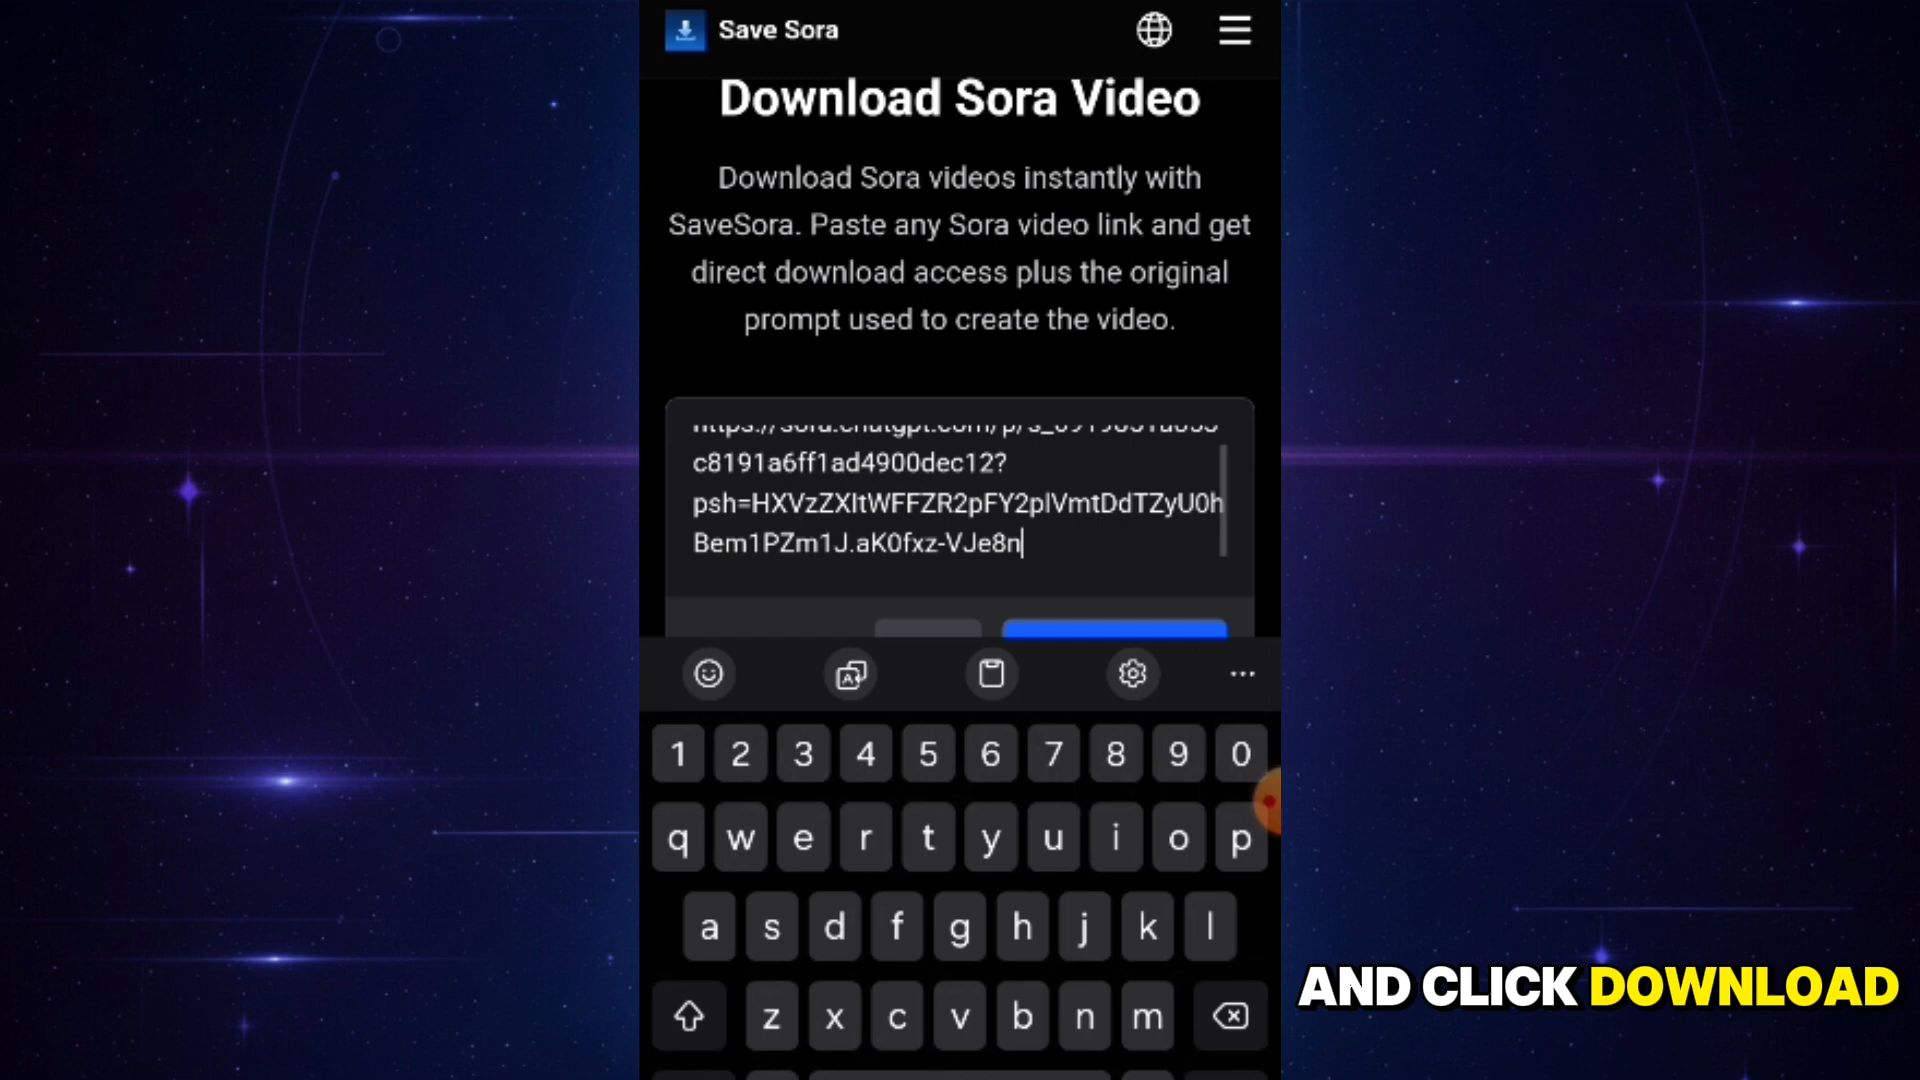 Save Sora
Download Sora Video
Download Sora videos instantly with
SaveSora. Paste any Sora video link and get
direct download access plus the original
prompt used to create the video.
c8191a6ff1ad4900dec12?
psh=HXVzZXItWFFZR2pFY2plVmtDdTZyU0h
Bem1PZm1J.aK0fxz-VJe8n
1 2 3 4 5 6 7 8 9 0
q w e r t y u i o p
a s d f g h j k l
z x c v b n m
AND CLICK DOWNLOAD